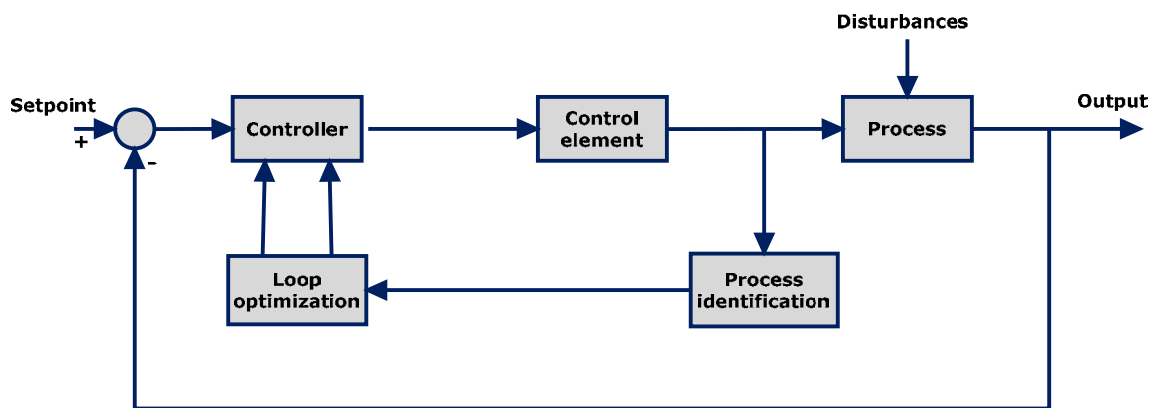 Disturbances
Setpoint
+
-
Controller
Control
element
Process
Output
Loop
optimization
Process
identification